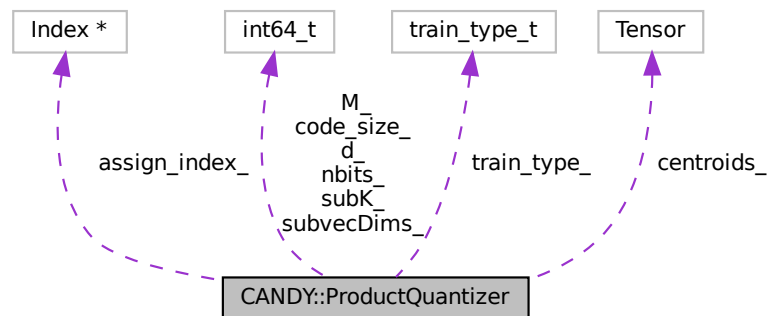 Index *
int64_t
train_type_t
Tensor
assign_index_
M_
code_size_
d_
nbits_
subK_
subvecDims_
train_type_
centroids_
CANDY::ProductQuantizer